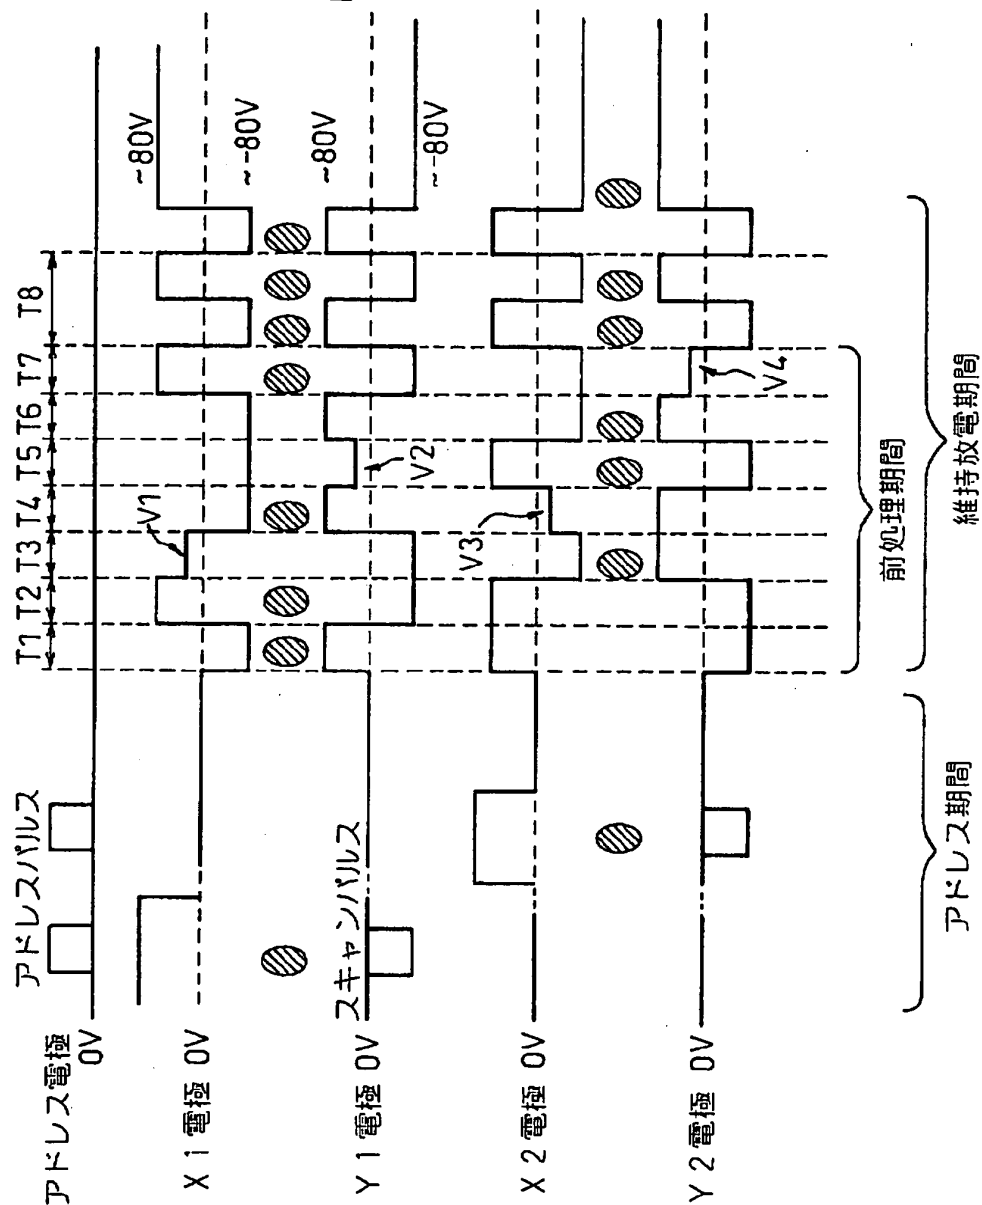 アドレスパルス
T1
T2
T3
T4
T5
T6
T7
T8
アドレス電極
0V
~80V
X1電極 0V
V1
~-80V
スキャンパルス
~80V
Y1電極 0V
V2
~-80V
X2電極 0V
V3
Y2電極 0V
V4
前処理期間
アドレス期間
維持放電期間